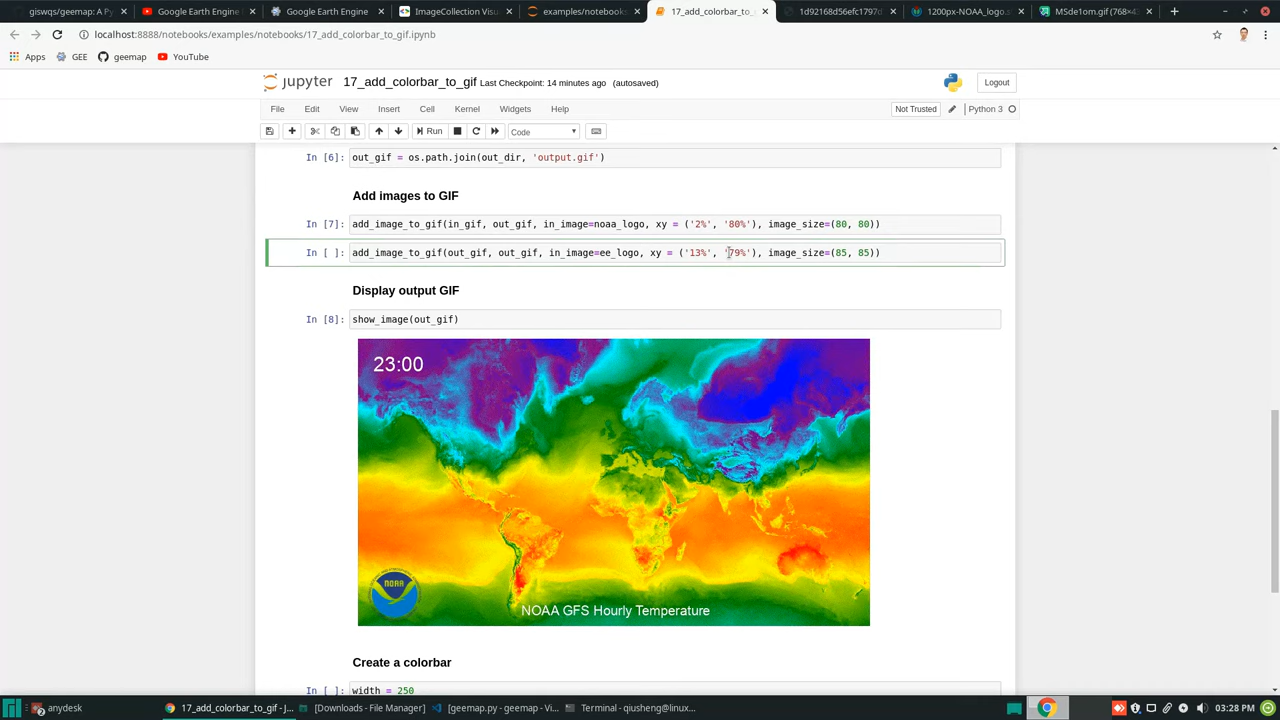 giswqs/geemap: A Py
Google Earth Engine
Google Earth Engine
ImageCollection Visu
examples/notebooks
17_add_colorbar_to_
1d92168d56efc1797d
1200px-NOAA_logo.s
MSde1om.gif (768×43
localhost:8888/notebooks/examples/notebooks/17_add_colorbar_to_gif.ipynb
Apps GEE geemap YouTube
jupyter 17_add_colorbar_to_gif Last Checkpoint: 14 minutes ago (autosaved)
Logout
File Edit View Insert Cell Kernel Widgets Help
Not Trusted Python 3
Run Code
In [6]: out_gif = os.path.join(out_dir, 'output.gif')
Add images to GIF
In [7]: add_image_to_gif(in_gif, out_gif, in_image=noaa_logo, xy = ('2%', '80%'), image_size=(80, 80))
In [ ]: add_image_to_gif(out_gif, out_gif, in_image=ee_logo, xy = ('13%', '79%'), image_size=(85, 85))
Display output GIF
In [8]: show_image(out_gif)
23:00
NOAA
NOAA GFS Hourly Temperature
Create a colorbar
In [ ]: width = 250
anydesk
17_add_colorbar_to_gif - J...
[Downloads - File Manager]
[geemap.py - geemap - Vi...
Terminal - qiusheng@linux...
03:28 PM